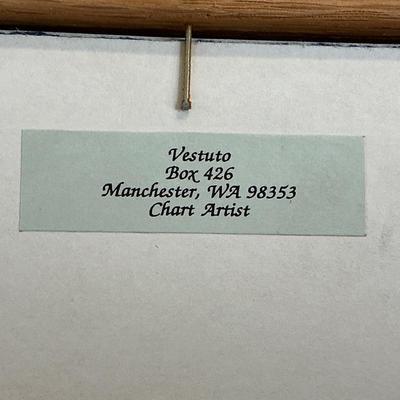 Vestuto
Box 426
Manchester, WA 98353
Chart Artist